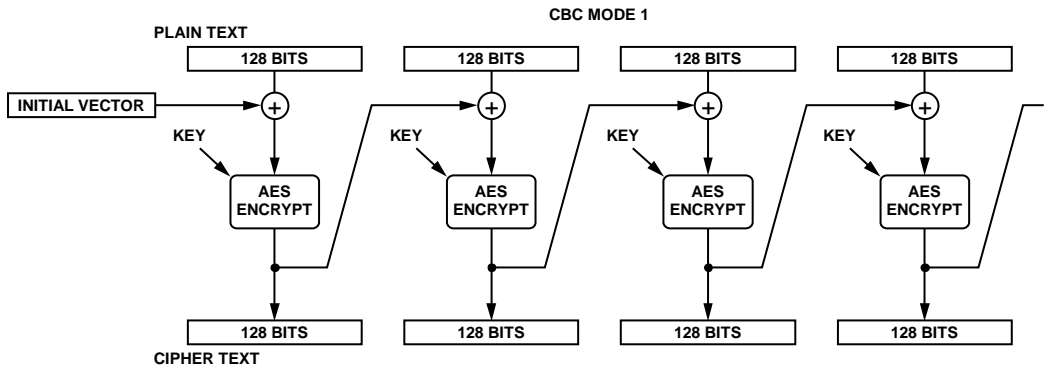 CBC MODE 1
PLAIN TEXT
128 BITS 128 BITS 128 BITS 128 BITS
INITIAL VECTOR + + + +
KEY KEY KEY KEY
AES ENCRYPT AES ENCRYPT AES ENCRYPT AES ENCRYPT
128 BITS 128 BITS 128 BITS 128 BITS
CIPHER TEXT